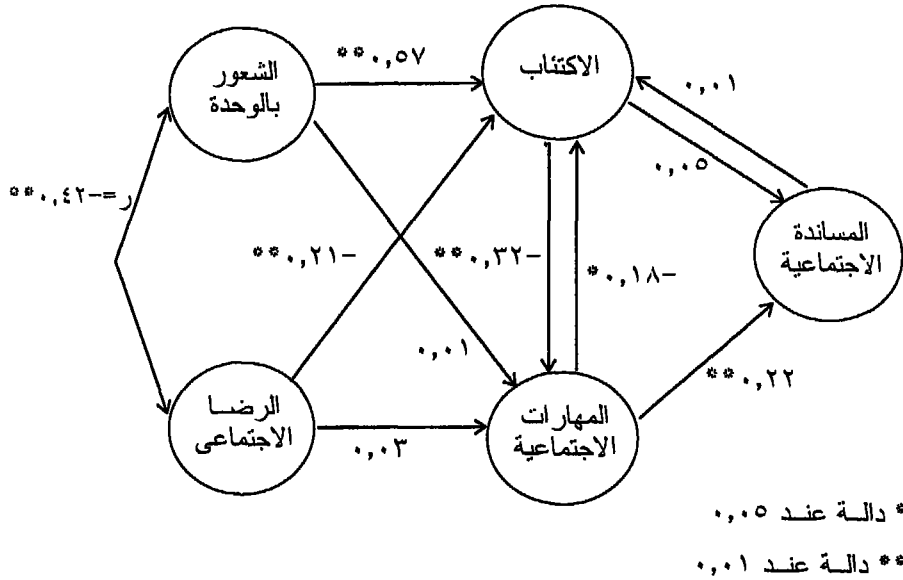 الشعور
بالوحدة
**٠,٥٧
الاكتئاب
٠,٠١
٠,٠٥
ر=-٠,٤٢**
المساندة
الاجتماعية
-٠,٢١**
-٠,٣٢**
-٠,١٨*
٠,٠١
**٠,٢٢
الرضا
الاجتماعى
٠,٠٣
المهارات
الاجتماعية
* دالة عند ٠,٠٥
** دالة عند ٠,٠١